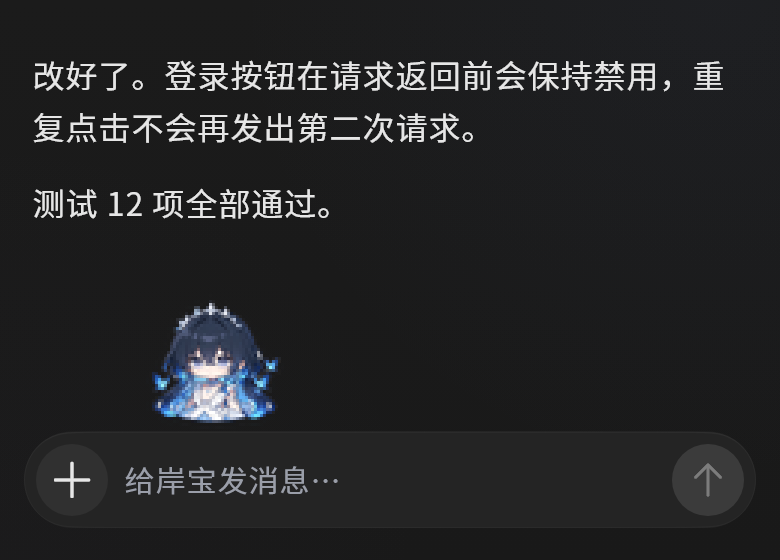 改好了。登录按钮在请求返回前会保持禁用，重
复点击不会再发出第二次请求。
测试 12 项全部通过。
给岸宝发消息…